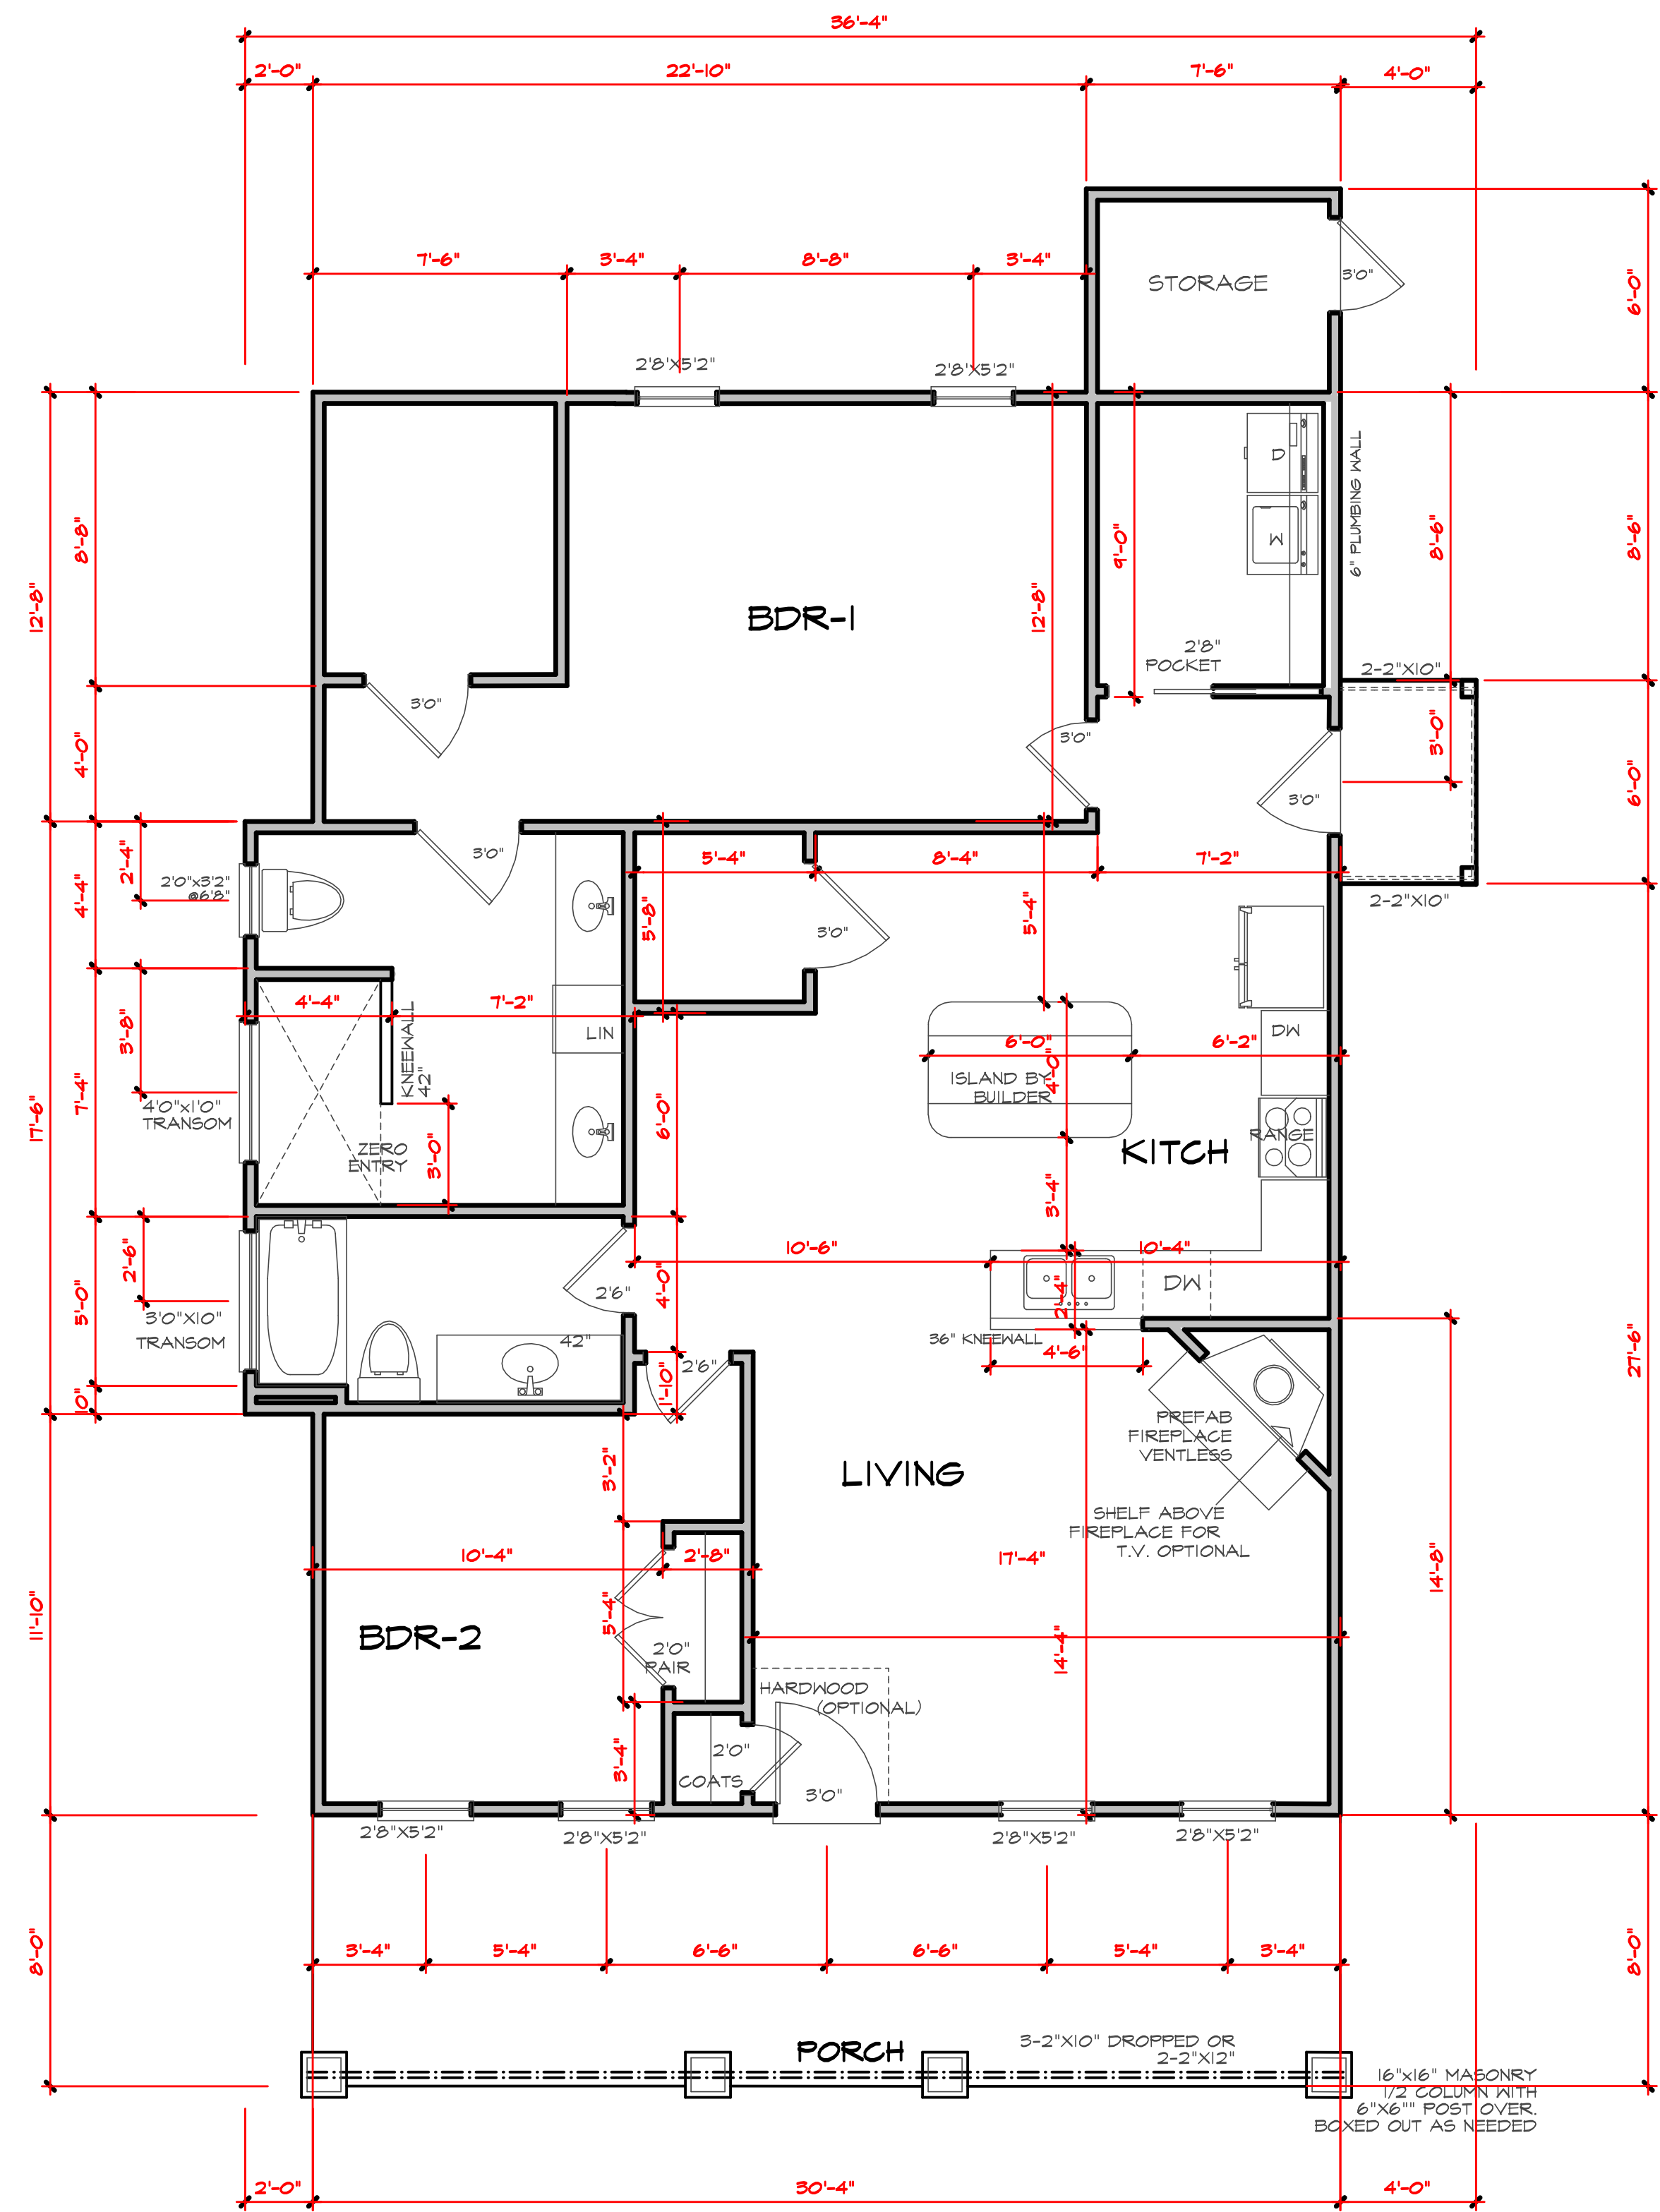 36'-4"
2'-0"
22'-10"
7'-6"
4'-0"
7'-6"
3'-4"
8'-8"
3'-4"
STORAGE
3'0"
6'-0"
2'8'X5'2"
2'8'X5'2"
12'-8"
8'-8"
BDR-1
12'-8"
9'-0"
D
W
6" PLUMBING WALL
8'-6"
8'-6"
2'8"
POCKET
2-2"X10"
3'0"
4'-0"
3'0"
3'0"
3'-0"
6'-0"
2'-4"
4'-4"
2'0"x3'2"
@6'8"
3'0"
5'-4"
8'-4"
7'-2"
5'-8"
3'0"
5'-4"
2-2"X10"
17'-6"
3'-8"
7'-4"
4'-4"
7'-2"
KNEEWALL
42"
LIN
6'-0"
6'-2"
DW
4'-0"
ISLAND BY
BUILDER
4'0"x1'0"
TRANSOM
ZERO
ENTRY
3'-0"
6'-0"
KITCH
RANGE
3'-4"
2'-6"
5'-0"
10'-6"
10'-4"
3'0"X10"
TRANSOM
2'6"
4'-0"
2'-4"
DW
42"
36" KNEEWALL
4'-6"
2'6"
1'-10"
10"
27'-6"
PREFAB
FIREPLACE
VENTLESS
LIVING
3'-2"
SHELF ABOVE
FIREPLACE FOR
T.V. OPTIONAL
10'-4"
2'-8"
17'-4"
14'-8"
11'-10"
5'-4"
BDR-2
2'0"
PAIR
14'-4"
HARDWOOD
(OPTIONAL)
3'-4"
2'0"
COATS
3'0"
2'8"X5'2"
2'8"X5'2"
2'8"X5'2"
2'8"X5'2"
8'-0"
3'-4"
5'-4"
6'-6"
6'-6"
5'-4"
3'-4"
8'-0"
PORCH
3-2"X10" DROPPED OR
2-2"X12"
16"x16" MASONRY
1/2 COLUMN WITH
6"X6"" POST OVER.
BOXED OUT AS NEEDED
2'-0"
30'-4"
4'-0"